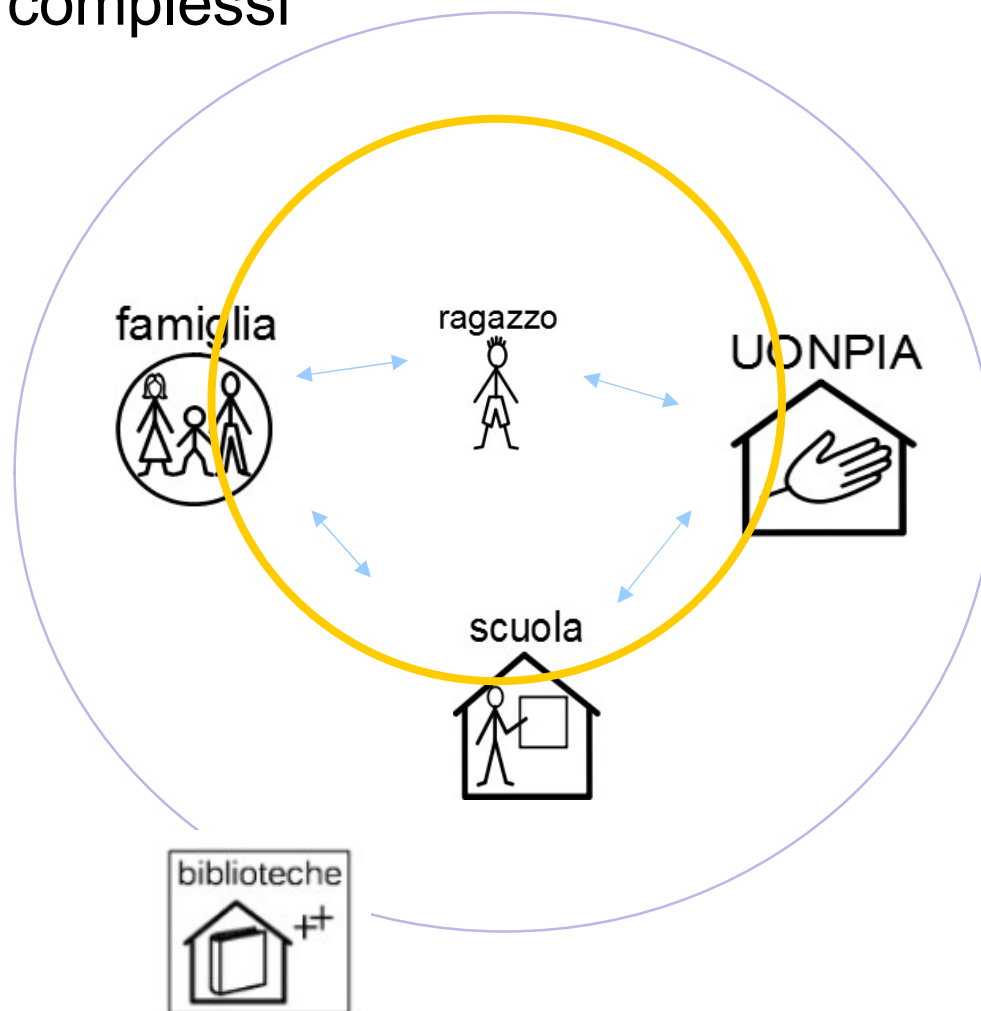 complessi
ragazzo
famiglia
UONPIA
scuola
biblioteche
++